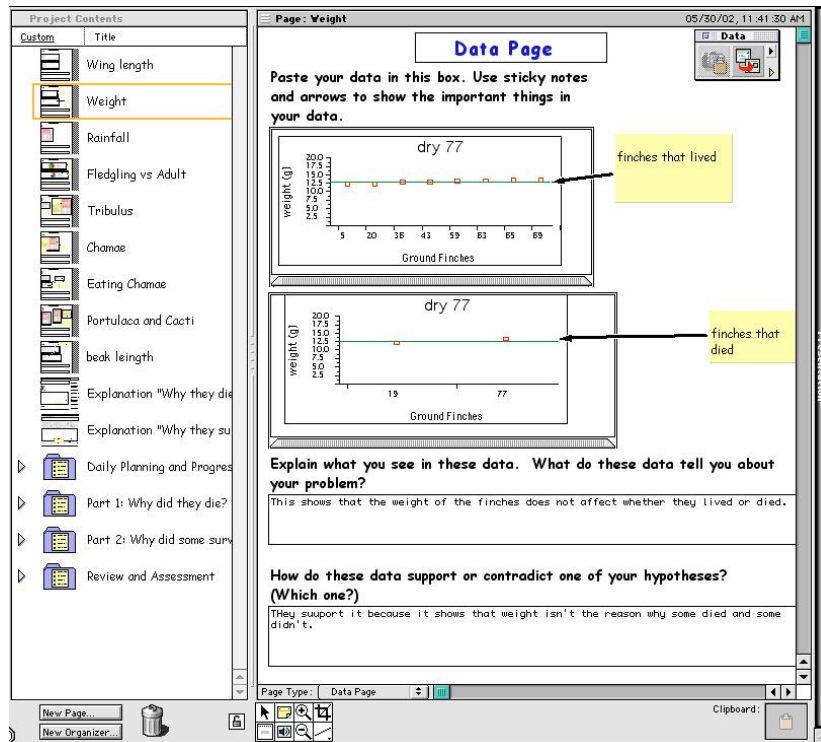 Project Contents
Custom Title
Wing length
Weight
Rainfall
Fledgling vs Adult
Tribulus
Chamae
Eating Chamae
Portulaca and Cacti
beak leingth
Explanation "Why they die
Explanation "Why they su
Daily Planning and Progres
Part 1: Why did they die?
Part 2: Why did some surv
Review and Assessment
New Page...
New Organizer...
Page: Weight 05/30/02, 11:41:30 AM
Data
Data Page
Paste your data in this box. Use sticky notes
and arrows to show the important things in
your data.
dry 77
weight (g)
20.0
17.5
15.0
12.5
10.0
7.5
5.0
2.5
5 20 35 43 59 63 65 69
Ground Finches
finches that lived
dry 77
weight (g)
20.0
17.5
15.0
12.5
10.0
7.5
5.0
2.5
19 77
Ground Finches
finches that
died
Explain what you see in these data. What do these data tell you about
your problem?
This shows that the weight of the finches does not affect whether they lived or died.
How do these data support or contradict one of your hypotheses?
(Which one?)
THey suuport it because it shows that weight isn't the reason why some died and some
didn't.
Page Type: Data Page
Clipboard: